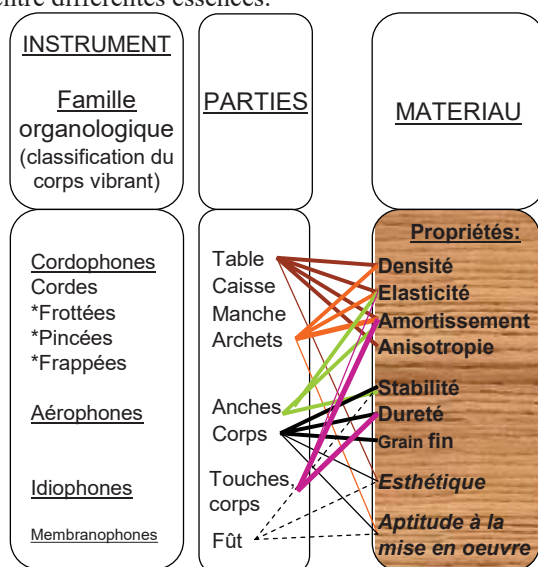 entre différentes essences.
INSTRUMENT
Famille
organologique
(classification du
corps vibrant)
PARTIES
MATERIAU
Cordophones
Cordes
*Frottées
*Pincées
*Frappées
Aérophones
Idiophones
Membranophones
Table
Caisse
Manche
Archets
Anches
Corps
Touches,
corps
Fût
Propriétés:
Densité
Elasticité
Amortissement
Anisotropie
Stabilité
Dureté
Grain fin
Esthétique
Aptitude à la
mise en oeuvre